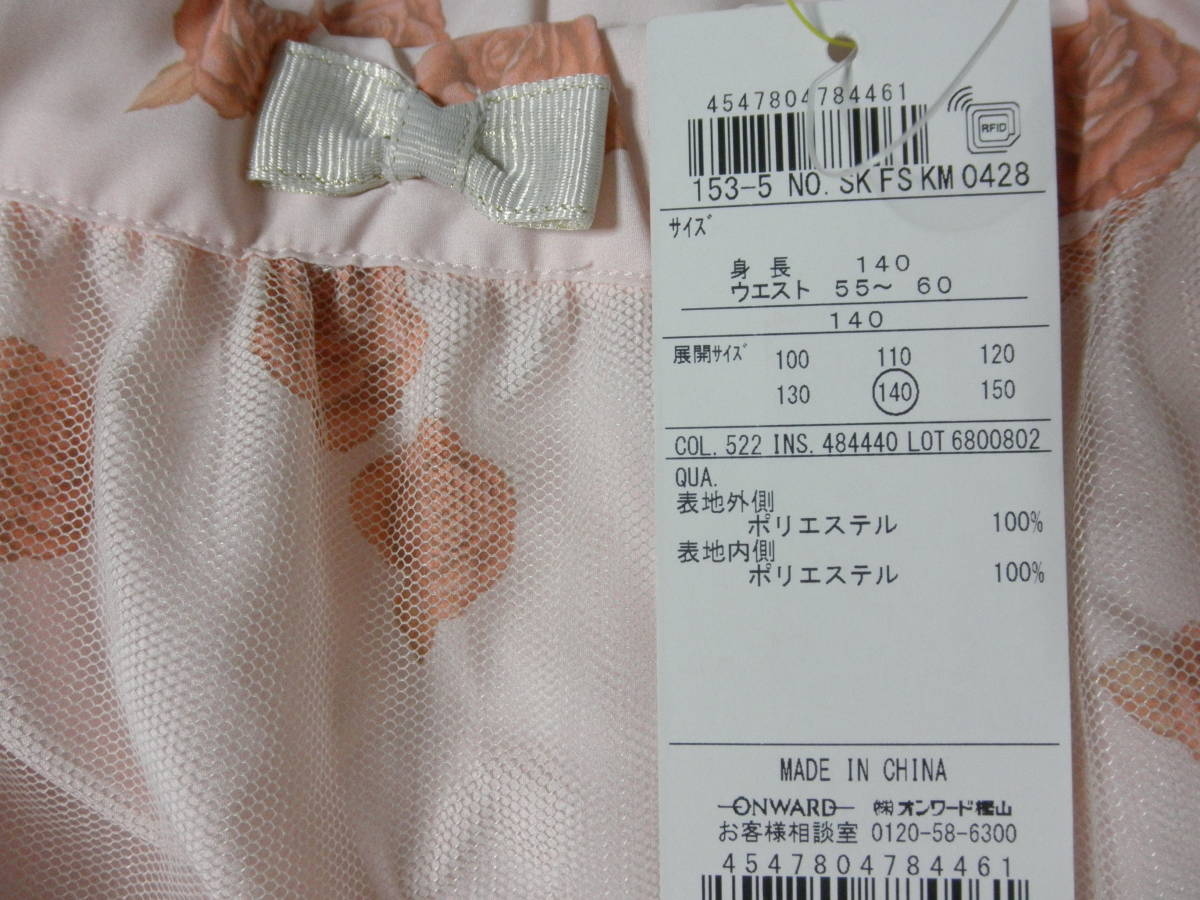 4547804784461
RFID
153-5 NO. SKFSKM0428
サイズ
身 長 140
ウエスト 55~ 60
140
展開サイズ 100 110 120
130 140 150
COL. 522 INS. 484440 LOT 6800802
QUA.
表地外側
ポリエステル 100%
表地内側
ポリエステル 100%
MADE IN CHINA
ONWARD ㈱オンワード樫山
お客様相談室 0120-58-6300
4547804784461